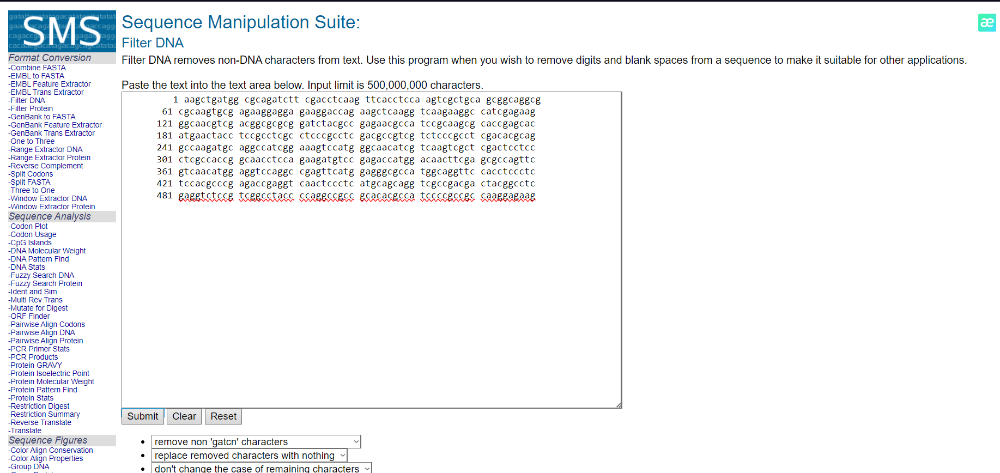 SMS
Format Conversion
-Combine FASTA
-EMBL to FASTA
-EMBL Feature Extractor
-EMBL Trans Extractor
-Filter DNA
-Filter Protein
-GenBank to FASTA
-GenBank Feature Extractor
-GenBank Trans Extractor
-One to Three
-Range Extractor DNA
-Range Extractor Protein
-Reverse Complement
-Split Codons
-Split FASTA
-Three to One
-Window Extractor DNA
-Window Extractor Protein
Sequence Analysis
-Codon Plot
-Codon Usage
-CpG Islands
-DNA Molecular Weight
-DNA Pattern Find
-DNA Stats
-Fuzzy Search DNA
-Fuzzy Search Protein
-Ident and Sim
-Multi Rev Trans
-Mutate for Digest
-ORF Finder
-Pairwise Align Codons
-Pairwise Align DNA
-Pairwise Align Protein
-PCR Primer Stats
-PCR Products
-Protein GRAVY
-Protein Isoelectric Point
-Protein Molecular Weight
-Protein Pattern Find
-Protein Stats
-Restriction Digest
-Restriction Summary
-Reverse Translate
-Translate
Sequence Figures
-Color Align Conservation
-Color Align Properties
-Group DNA
Sequence Manipulation Suite:
Filter DNA
Filter DNA removes non-DNA characters from text. Use this program when you wish to remove digits and blank spaces from a sequence to make it suitable for other applications.
Paste the text into the text area below. Input limit is 500,000,000 characters.
1 aagctgatgg cgcagatctt cgacctcaag ttcacctcca agtcgctgca gcggcaggcg
61 cgcaagtgcg agaaggagga gaaggaccag aagctcaagg tcaagaaggc catcgagaag
121 ggcaacgtcg acggcgcgcg gatctacgcc gagaacgcca tccgcaagcg caccgagcac
181 atgaactacc tccgcctcgc ctcccgcctc gacgccgtcg tctcccgcct cgacacgcag
241 gccaagatgc aggccatcgg aaagtccatg ggcaacatcg tcaagtcgct cgactcctcc
301 ctcgccaccg gcaacctcca gaagatgtcc gagaccatgg acaacttcga gcgccagttc
361 gtcaacatgg aggtccaggc cgagttcatg gagggcgcca tggcaggttc cacctccctc
421 tccacgcccg agaccgaggt caactccctc atgcagcagg tcgccgacga ctacggcctc
481 gaggtctccg tcggcctacc ccaggccgcc gcacacgcca tccccgccgc caaggagaag
Submit Clear Reset
remove non 'gatcn' characters
replace removed characters with nothing
don't change the case of remaining characters
æ